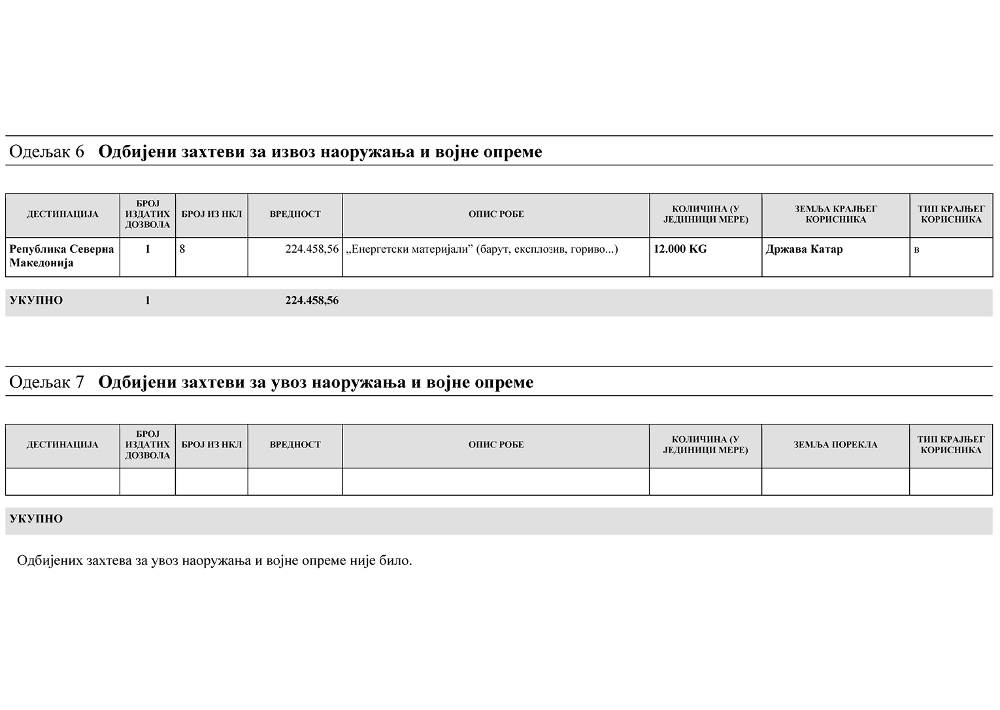 Одељак 6 Одбијени захтеви за извоз наоружања и војне опреме
ДЕСТИНАЦИЈА БРОЈ ИЗДАТИХ ДОЗВОЛА БРОЈ ИЗ НКЛ ВРЕДНОСТ ОПИС РОБЕ КОЛИЧИНА (У ЈЕДИНИЦИ МЕРЕ) ЗЕМЉА КРАЈЊЕГ КОРИСНИКА ТИП КРАЈЊЕГ КОРИСНИКА
Република Северна Македонија 1 8 224.458,56 „Енергетски материјали” (барут, експлозив, гориво...) 12.000 KG Држава Катар в
УКУПНО 1 224.458,56
Одељак 7 Одбијени захтеви за увоз наоружања и војне опреме
ДЕСТИНАЦИЈА БРОЈ ИЗДАТИХ ДОЗВОЛА БРОЈ ИЗ НКЛ ВРЕДНОСТ ОПИС РОБЕ КОЛИЧИНА (У ЈЕДИНИЦИ МЕРЕ) ЗЕМЉА ПОРЕКЛА ТИП КРАЈЊЕГ КОРИСНИКА
УКУПНО
Одбијених захтева за увоз наоружања и војне опреме није било.